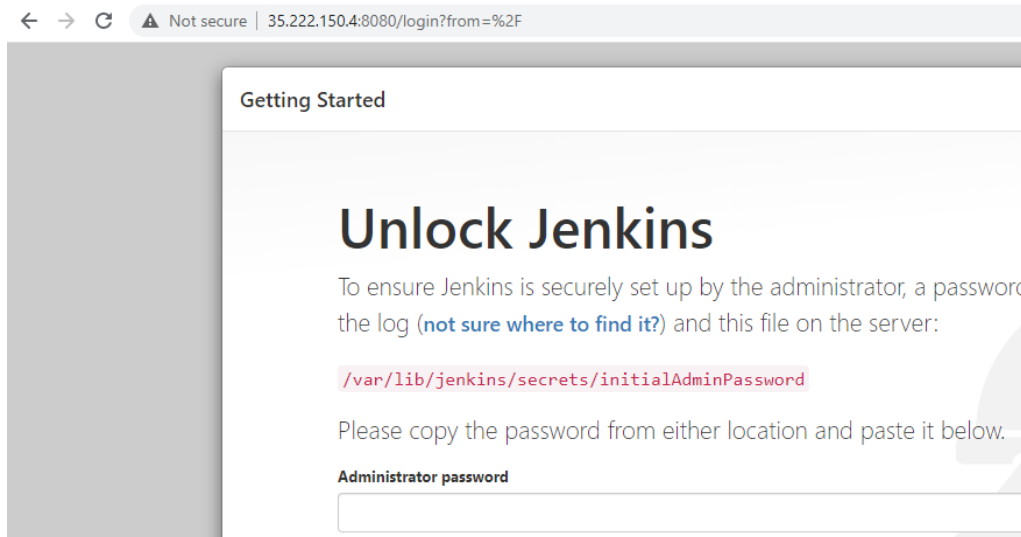 Not secure | 35.222.150.4:8080/login?from=%2F
Getting Started
Unlock Jenkins
To ensure Jenkins is securely set up by the administrator, a password
the log (not sure where to find it?) and this file on the server:
/var/lib/jenkins/secrets/initialAdminPassword
Please copy the password from either location and paste it below.
Administrator password